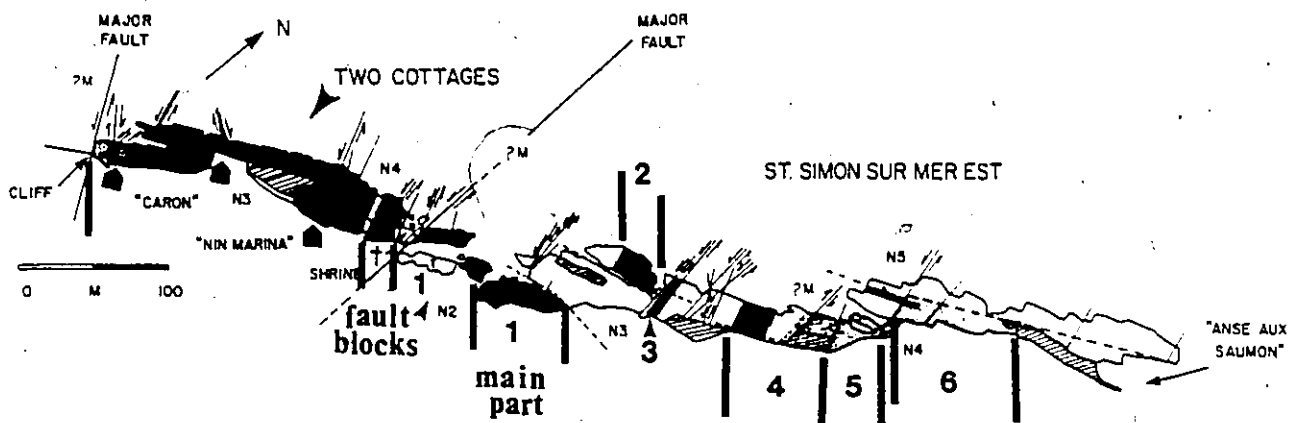 MAJOR
FAULT
N
?M
TWO COTTAGES
MAJOR
FAULT
?M
N4
2
ST. SIMON SUR MER EST
CLIFF
"CARON"
N3
"NIN MARINA"
SHRINE
1
N2
fault
blocks
0 M 100
1
main
part
N3
3
?M
N5
N4
4
5
6
"ANSE AUX
SAUMON"